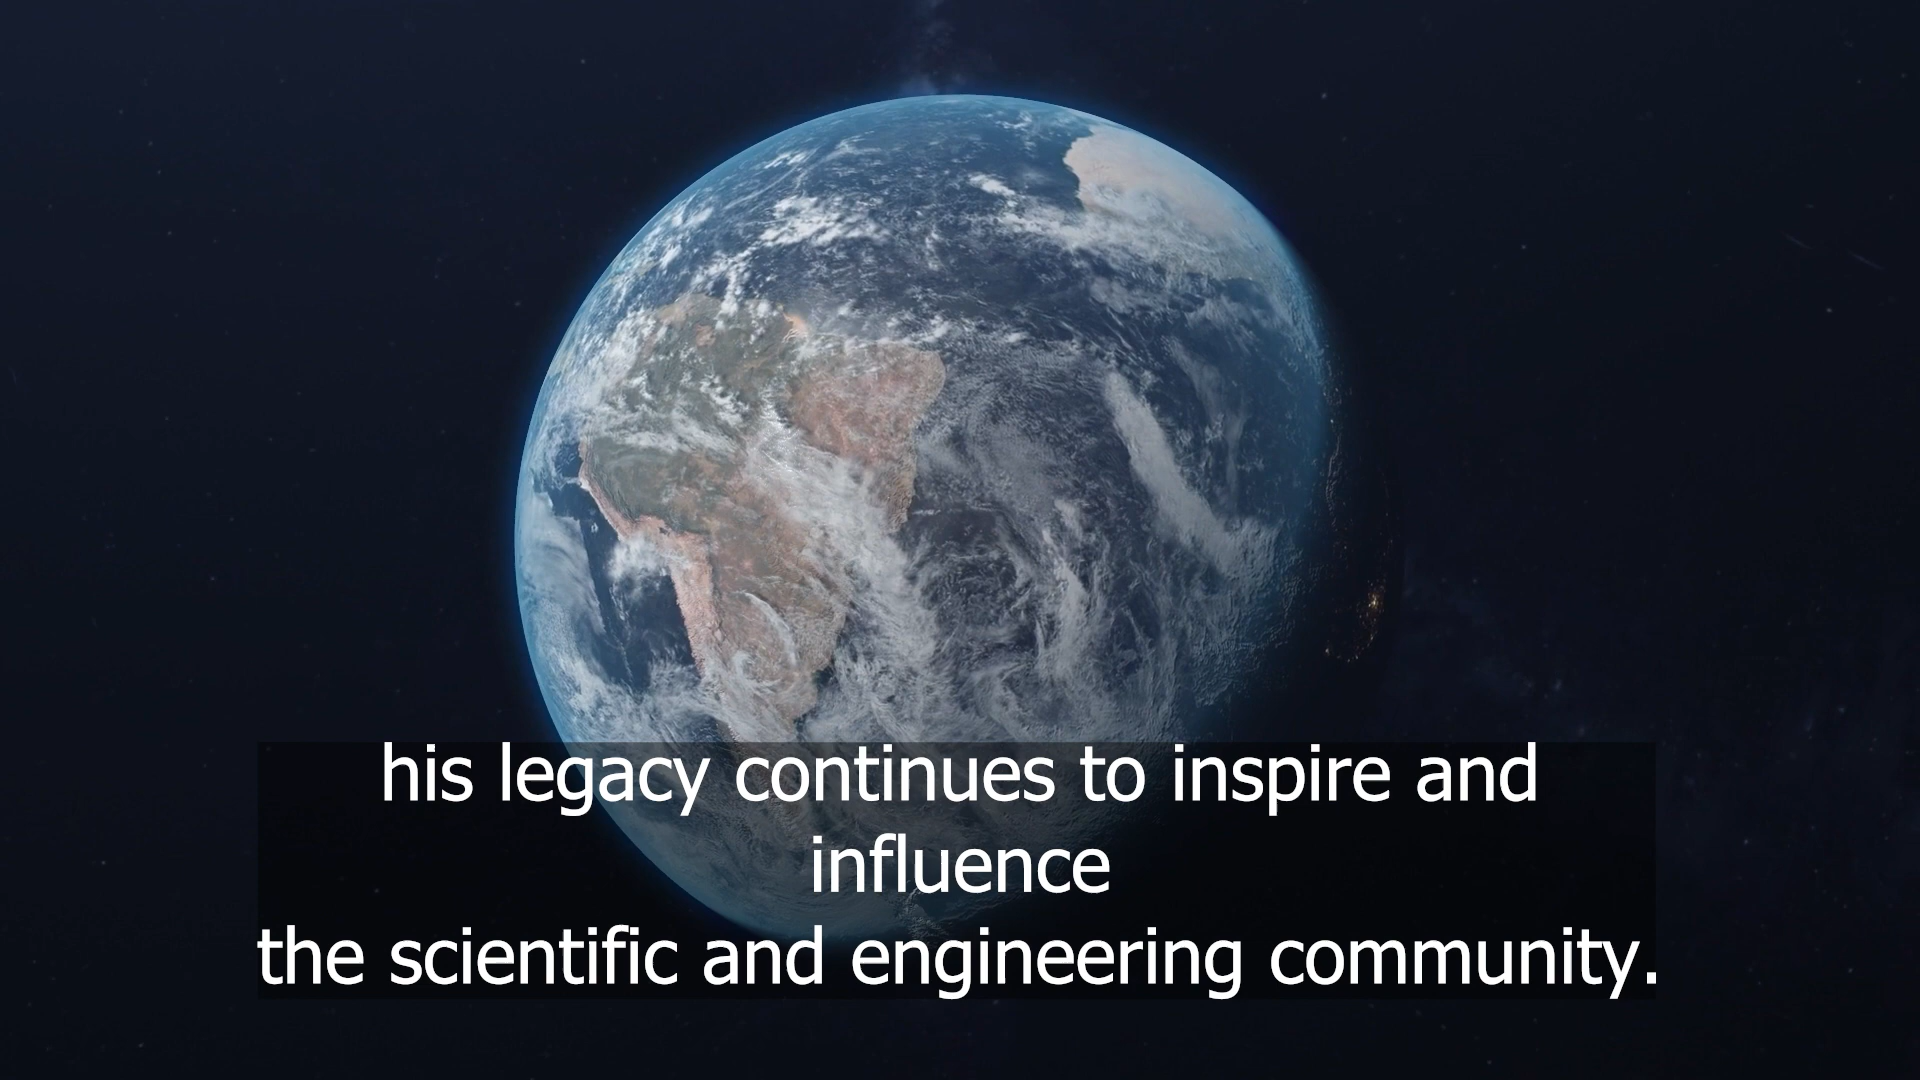 his legacy continues to inspire and
influence
the scientific and engineering community.